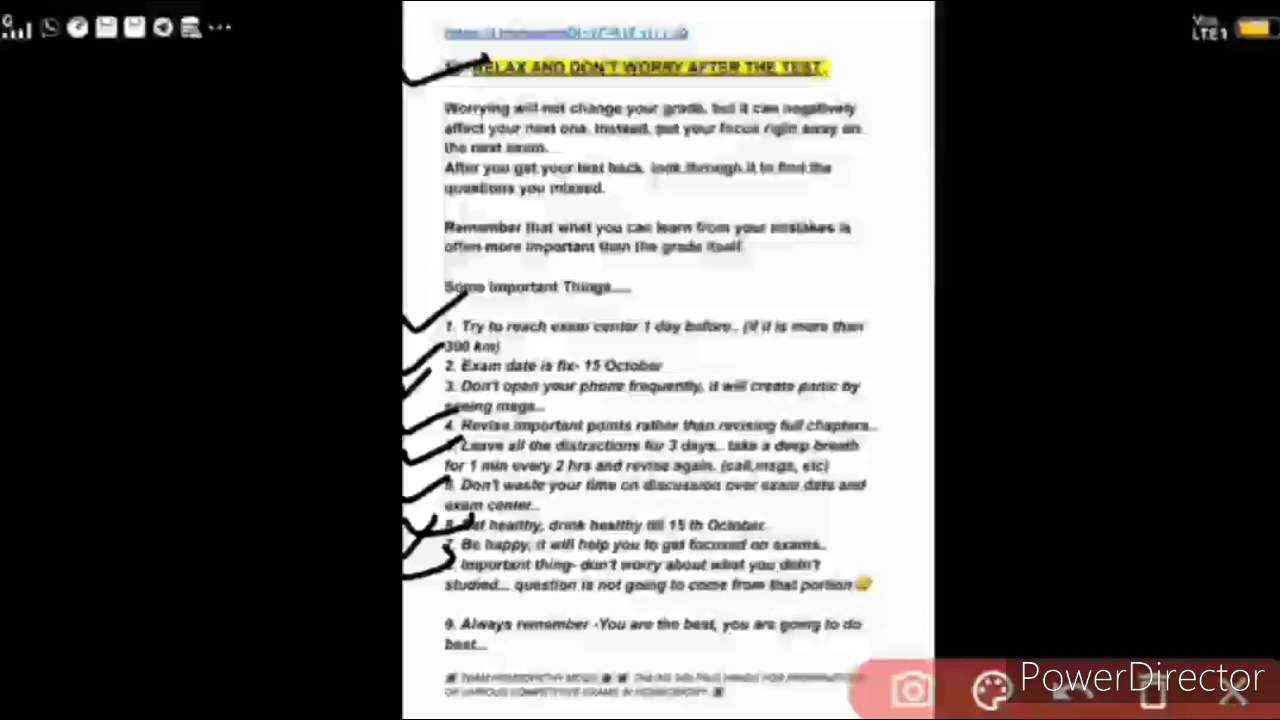 RELAX AND DON'T WORRY AFTER THE TEST.
Worrying will not change your grade, but it can negatively
affect your next one. Instead, put your focus right away on
the next exam.
After you get your test back, look through it to find the
questions you missed.
Remember that what you can learn from your mistakes is
often more important than the grade itself.
Some Important Things.....
1. Try to reach exam center 1 day before.. (if it is more than
300 km)
2. Exam date is fix- 15 October
3. Don't open your phone frequently, it will create panic by
seeing msgs...
4. Revise important points rather than revising full chapters..
Leave all the distractions for 3 days.. take a deep breath
for 1 min every 2 hrs and revise again. (call,msgs, etc)
Don't waste your time on discussion over exam date and
exam center..
Eat healthy, drink healthy till 15 th October.
7. Be happy, it will help you to get focused on exams..
Important thing- don't worry about what you didn't
studied... question is not going to come from that portion
9. Always remember -You are the best, you are going to do
best...
LTE1
PowerDirector